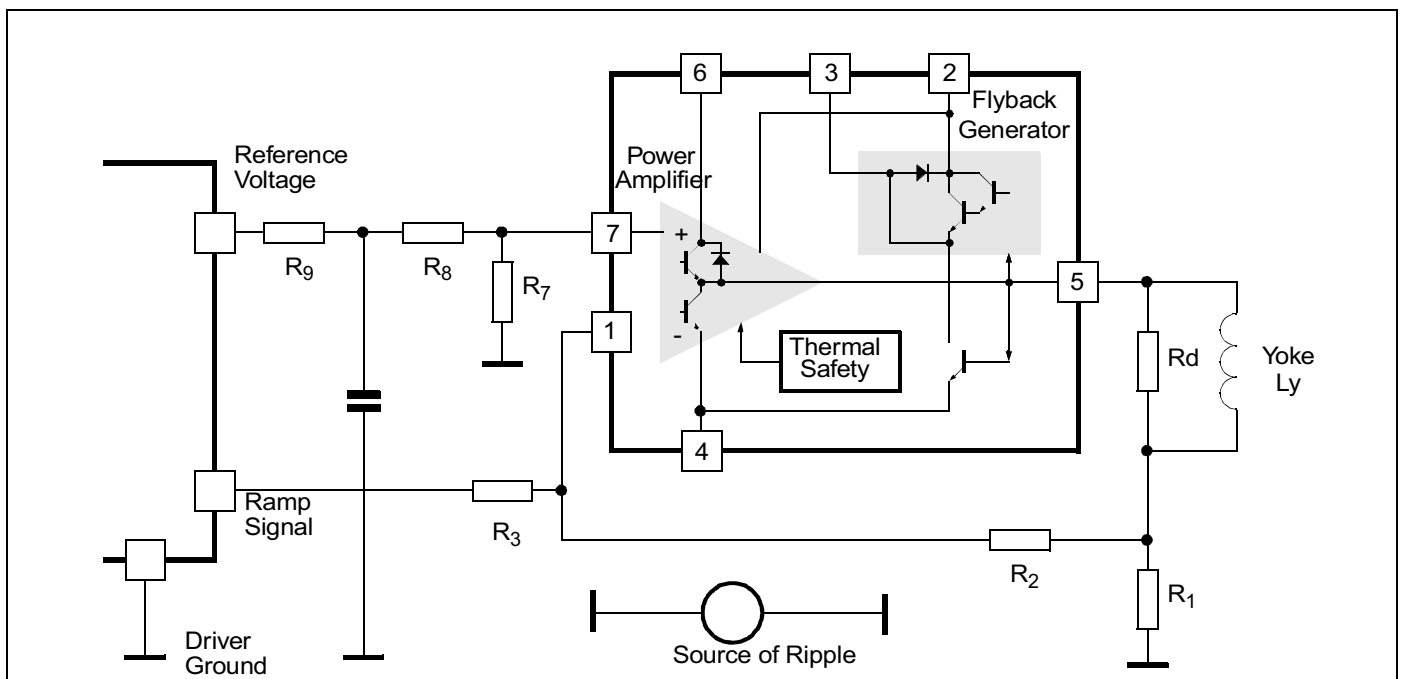 6
3
2
Flyback
Generator
Reference
Voltage
Power
Amplifier
R9
R8
7
+
R7
5
1
-
Thermal
Safety
Rd
Yoke
Ly
4
Ramp
Signal
R3
R2
R1
Driver
Ground
Source of Ripple